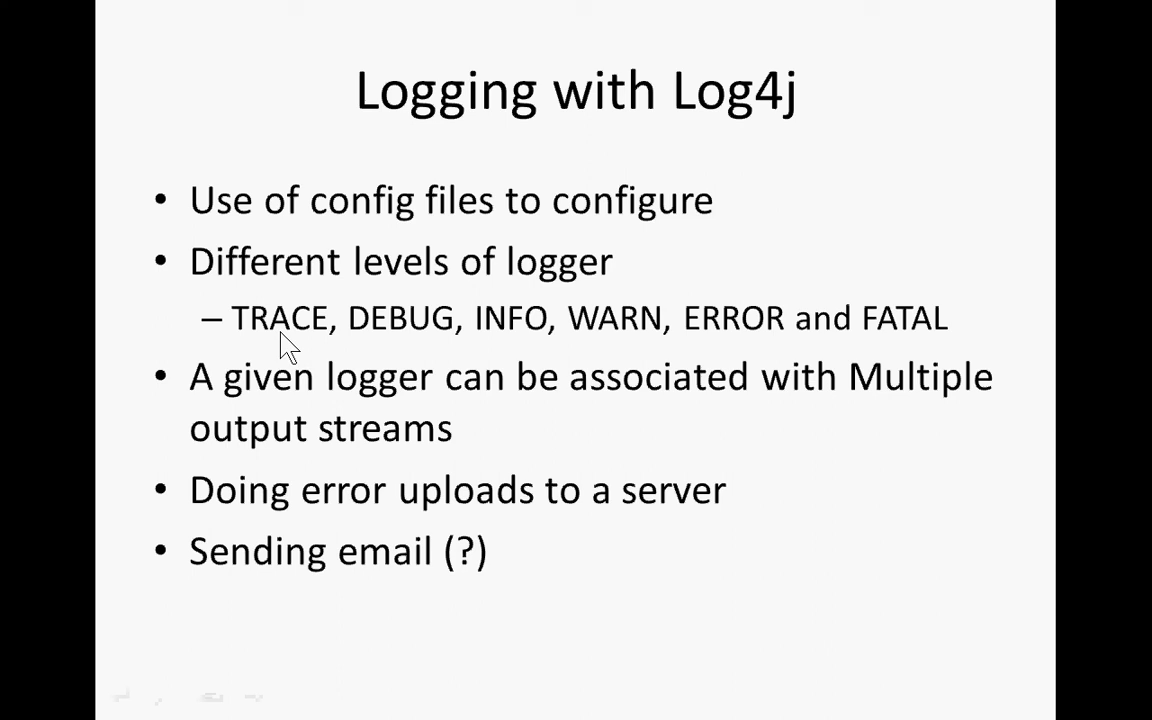 Logging with Log4j
• Use of config files to configure
• Different levels of logger
– TRACE, DEBUG, INFO, WARN, ERROR and FATAL
• A given logger can be associated with Multiple
output streams
• Doing error uploads to a server
• Sending email (?)